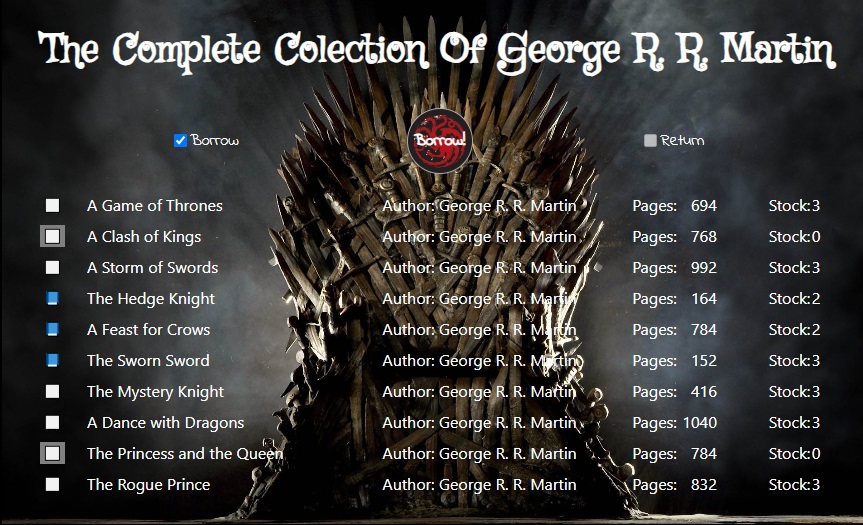 The Complete Colection Of George R. R. Martin
Borrow Borrow! Return
A Game of Thrones Author: George R. R. Martin Pages: 694 Stock:3
A Clash of Kings Author: George R. R. Martin Pages: 768 Stock:0
A Storm of Swords Author: George R. R. Martin Pages: 992 Stock:3
The Hedge Knight Author: George R. R. Martin Pages: 164 Stock:2
A Feast for Crows Author: George R. R. Martin Pages: 784 Stock:2
The Sworn Sword Author: George R. R. Martin Pages: 152 Stock:3
The Mystery Knight Author: George R. R. Martin Pages: 416 Stock:3
A Dance with Dragons Author: George R. R. Martin Pages: 1040 Stock:3
The Princess and the Queen Author: George R. R. Martin Pages: 784 Stock:0
The Rogue Prince Author: George R. R. Martin Pages: 832 Stock:3